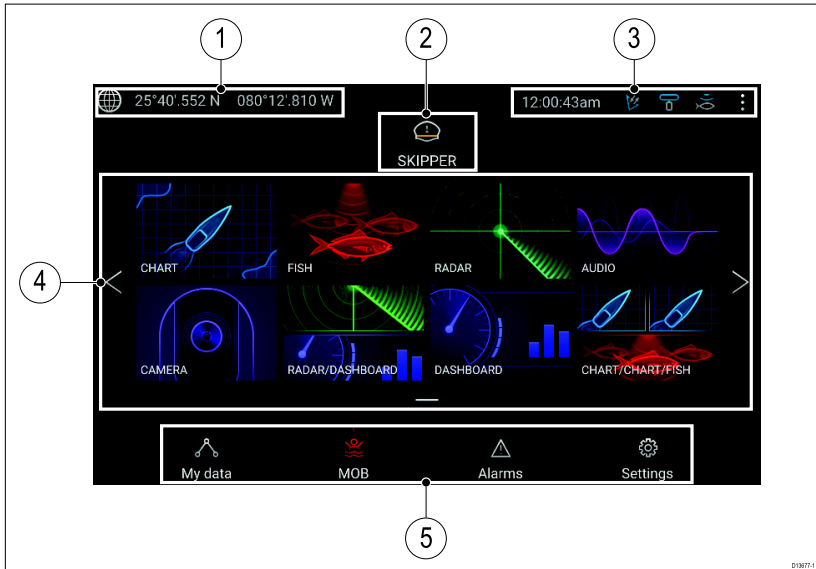 1
2
3
25°40'.552 N 080°12'.810 W
12:00:43am
SKIPPER
4
CHART
FISH
RADAR
AUDIO
CAMERA
RADAR/DASHBOARD
DASHBOARD
CHART/CHART/FISH
My data
MOB
Alarms
Settings
5
D13677-1